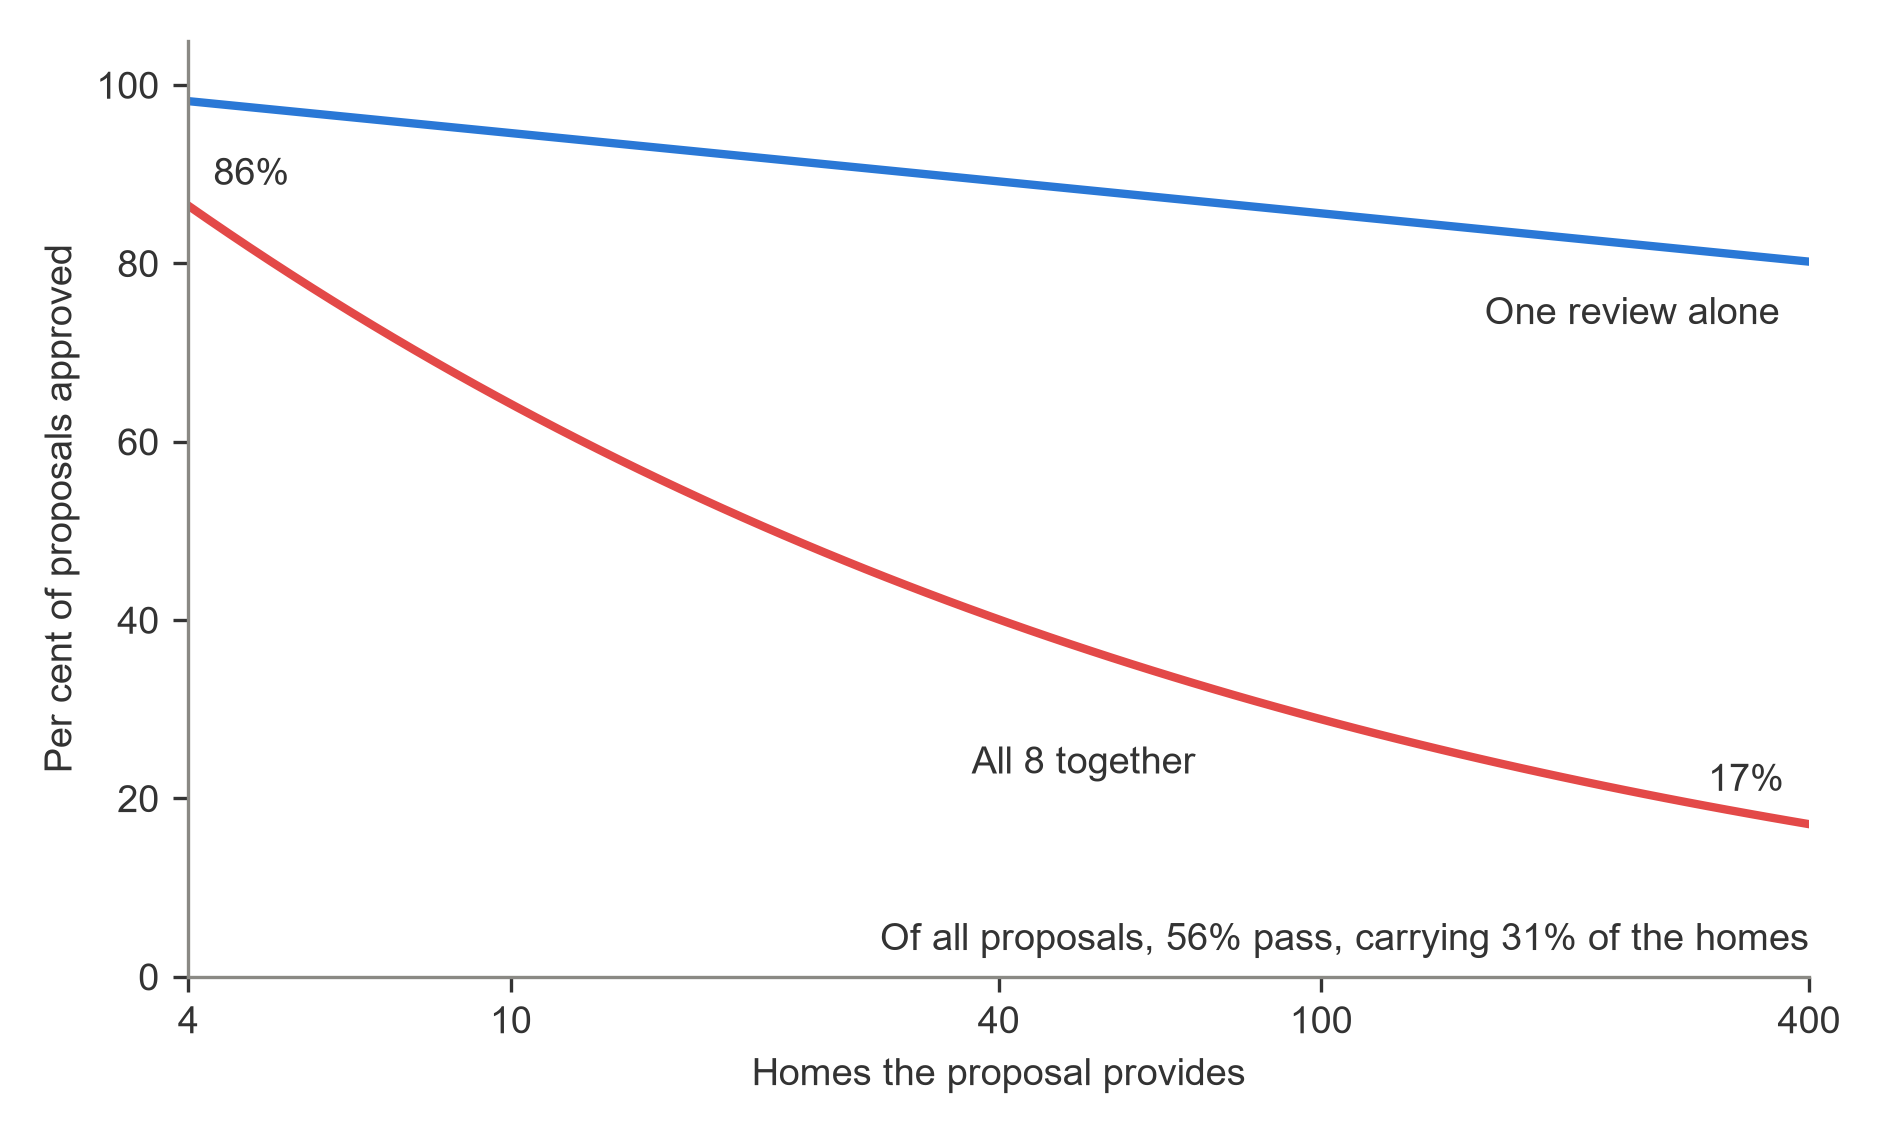 100
80
60
40
20
0
Per cent of proposals approved
86%
One review alone
All 8 together
17%
Of all proposals, 56% pass, carrying 31% of the homes
4
10
40
100
400
Homes the proposal provides